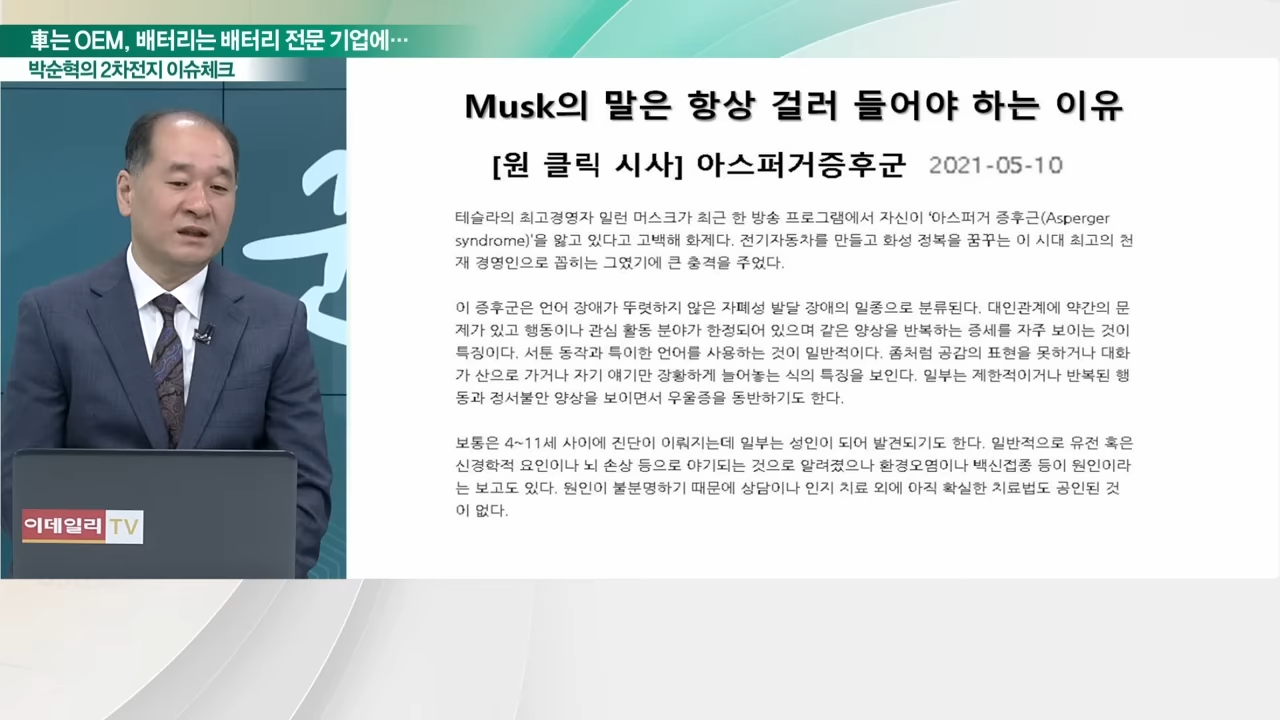 車는 OEM, 배터리는 배터리 전문 기업에…
박순혁의 2차전지 이슈체크
Musk의 말은 항상 걸러 들어야 하는 이유
[원 클릭 시사] 아스퍼거증후군 2021-05-10
테슬라의 최고경영자 일런 머스크가 최근 한 방송 프로그램에서 자신이 '아스퍼거 증후근(Asperger
syndrome)'을 앓고 있다고 고백해 화제다. 전기자동차를 만들고 화성 정복을 꿈꾸는 이 시대 최고의 천
재 경영인으로 꼽히는 그였기에 큰 충격을 주었다.
이 증후군은 언어 장애가 뚜렷하지 않은 자폐성 발달 장애의 일종으로 분류된다. 대인관계에 약간의 문
제가 있고 행동이나 관심 활동 분야가 한정되어 있으며 같은 양상을 반복하는 증세를 자주 보이는 것이
특징이다. 서툰 동작과 특이한 언어를 사용하는 것이 일반적이다. 좀처럼 공감의 표현을 못하거나 대화
가 산으로 가거나 자기 얘기만 장황하게 늘어놓는 식의 특징을 보인다. 일부는 제한적이거나 반복된 행
동과 정서불안 양상을 보이면서 우울증을 동반하기도 한다.
보통은 4~11세 사이에 진단이 이뤄지는데 일부는 성인이 되어 발견되기도 한다. 일반적으로 유전 혹은
신경학적 요인이나 뇌 손상 등으로 야기되는 것으로 알려졌으나 환경오염이나 백신접종 등이 원인이라
는 보고도 있다. 원인이 불분명하기 때문에 상담이나 인지 치료 외에 아직 확실한 치료법도 공인된 것
이 없다.
이데일리 TV